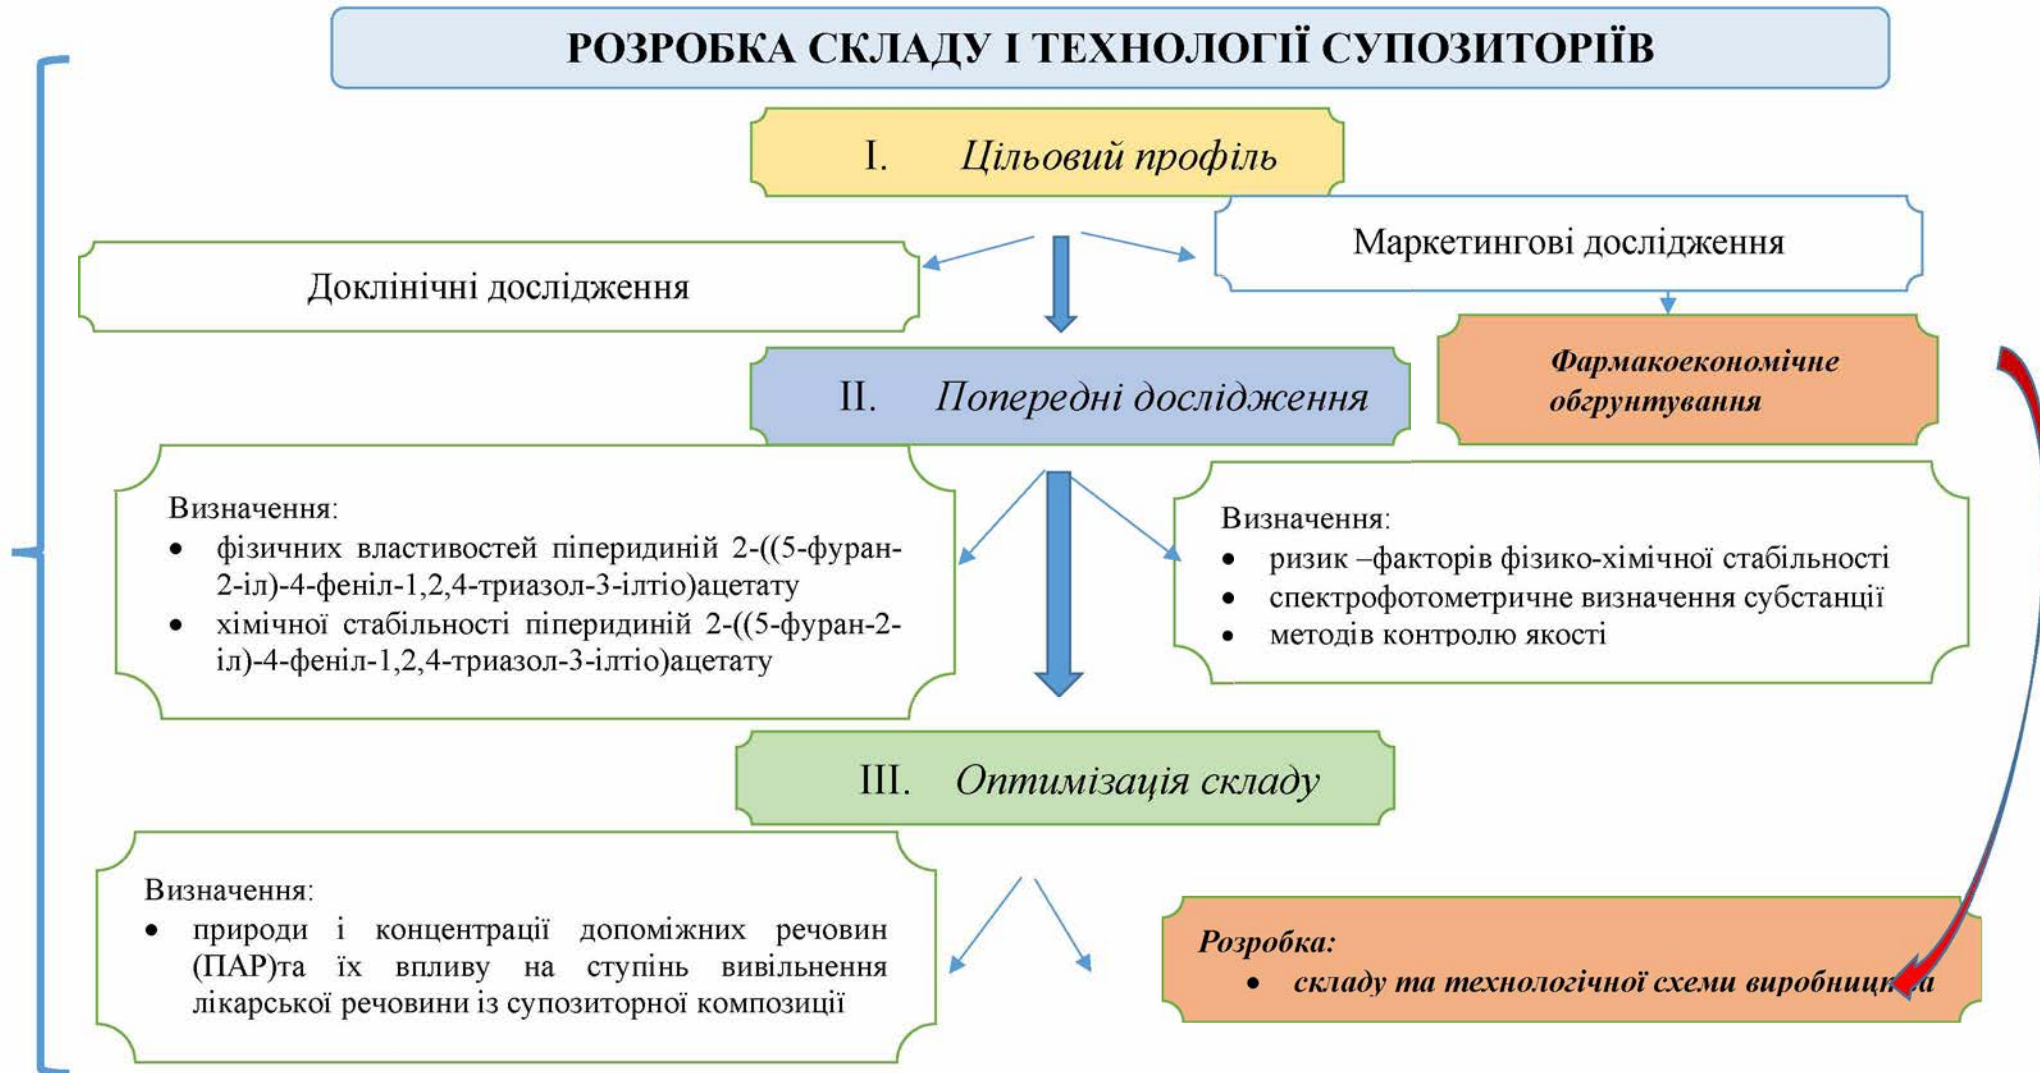 РОЗРОБКА СКЛАДУ І ТЕХНОЛОГІЇ СУПОЗИТОРІЇВ
I. Цільовий профіль
Доклінічні дослідження
Маркетингові дослідження
II. Попередні дослідження
Фармакоекономічне
обгрунтування
Визначення:
• фізичних властивостей піперидиній 2-((5-фуран-
2-іл)-4-феніл-1,2,4-триазол-3-ілтіо)ацетату
• хімічної стабільності піперидиній 2-((5-фуран-2-
іл)-4-феніл-1,2,4-триазол-3-ілтіо)ацетату
Визначення:
• ризик –факторів фізико-хімічної стабільності
• спектрофотометричне визначення субстанції
• методів контролю якості
III. Оптимізація складу
Визначення:
• природи і концентрації допоміжних речовин
(ПАР)та їх впливу на ступінь вивільнення
лікарської речовини із супозиторної композиції
Розробка:
• складу та технологічної схеми виробництва